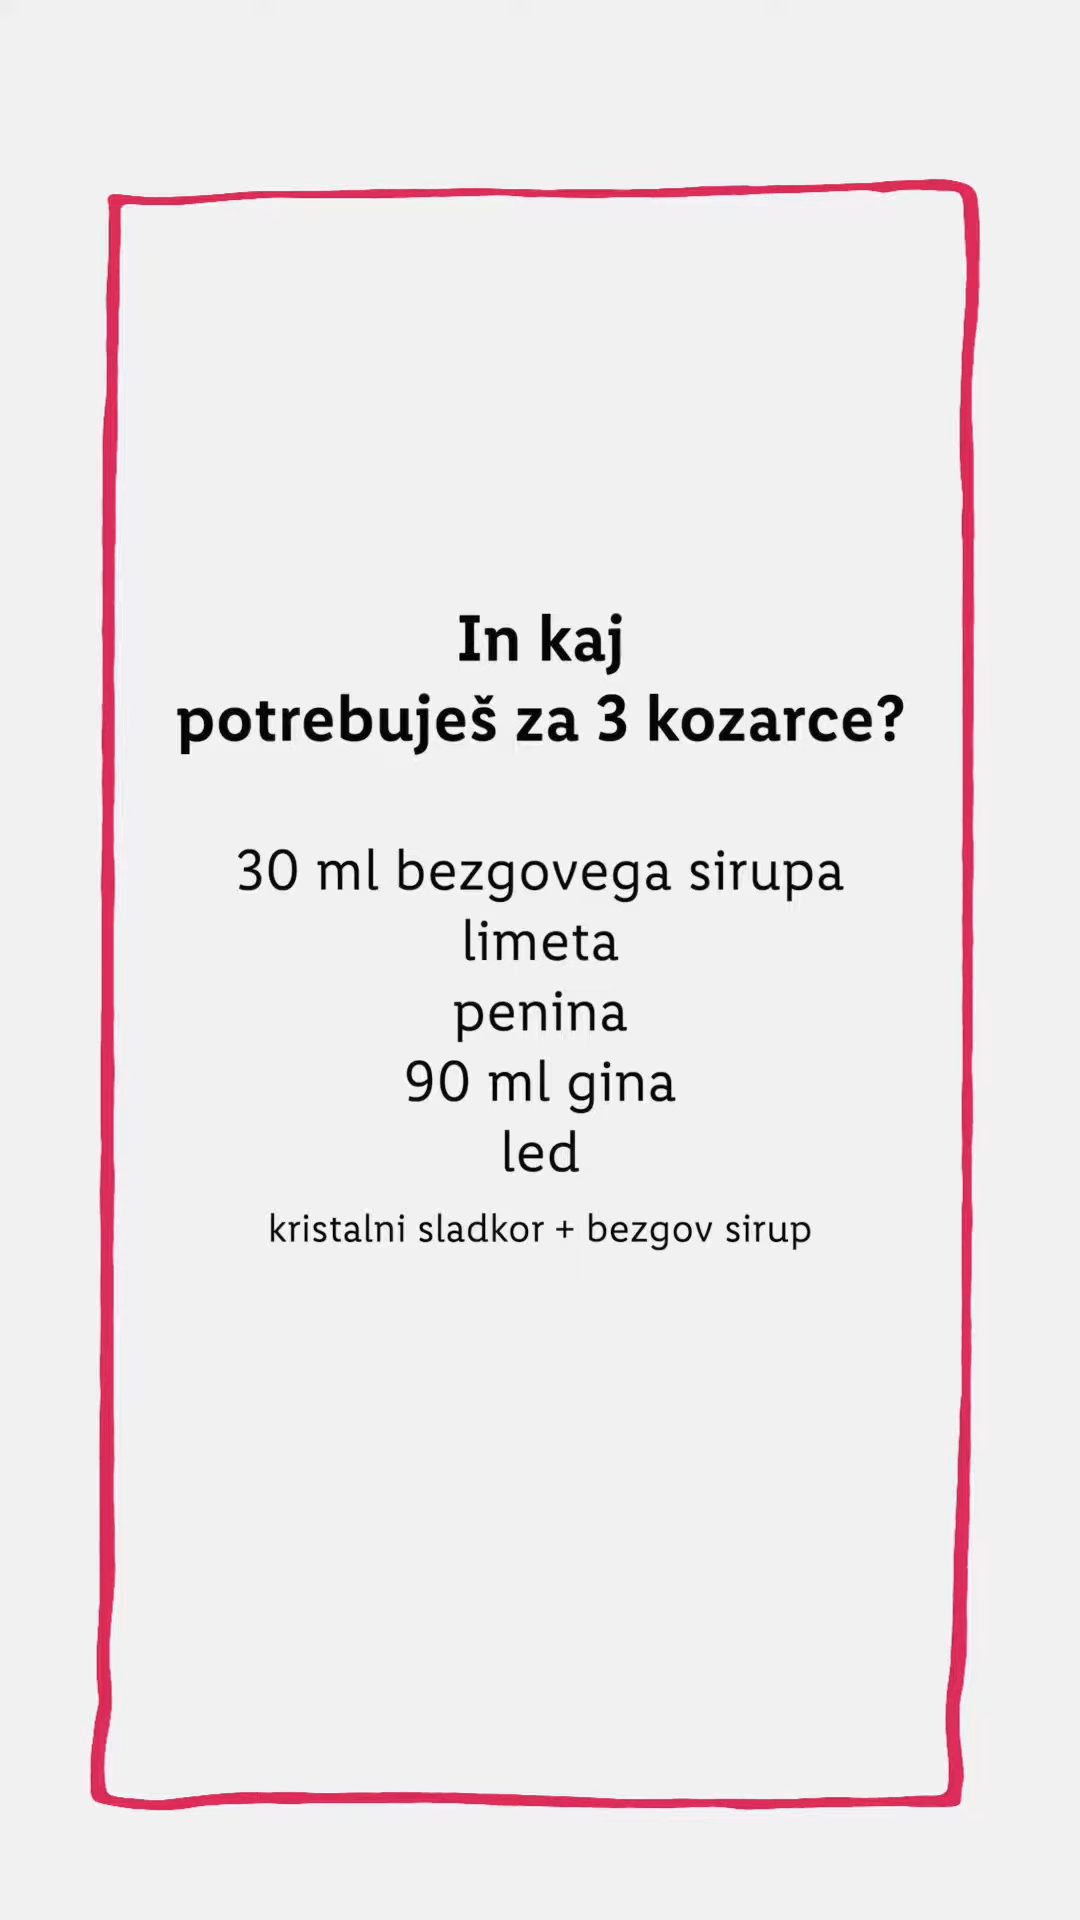 In kaj
potrebuješ za 3 kozarce?
30 ml bezgovega sirupa
limeta
penina
90 ml gina
led
kristalni sladkor + bezgov sirup